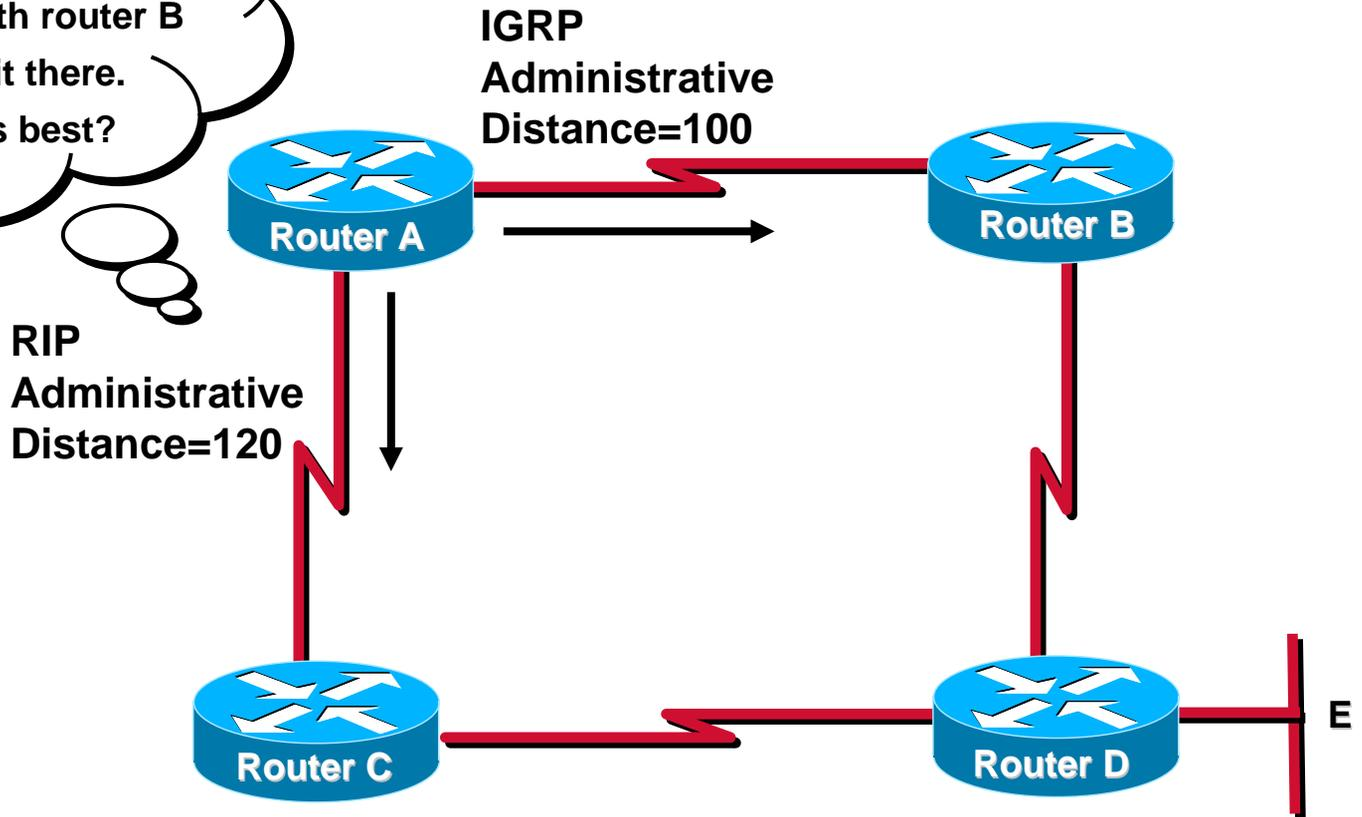 th router B
it there.
s best?
IGRP
Administrative
Distance=100
Router A
Router B
RIP
Administrative
Distance=120
Router C
Router D
E